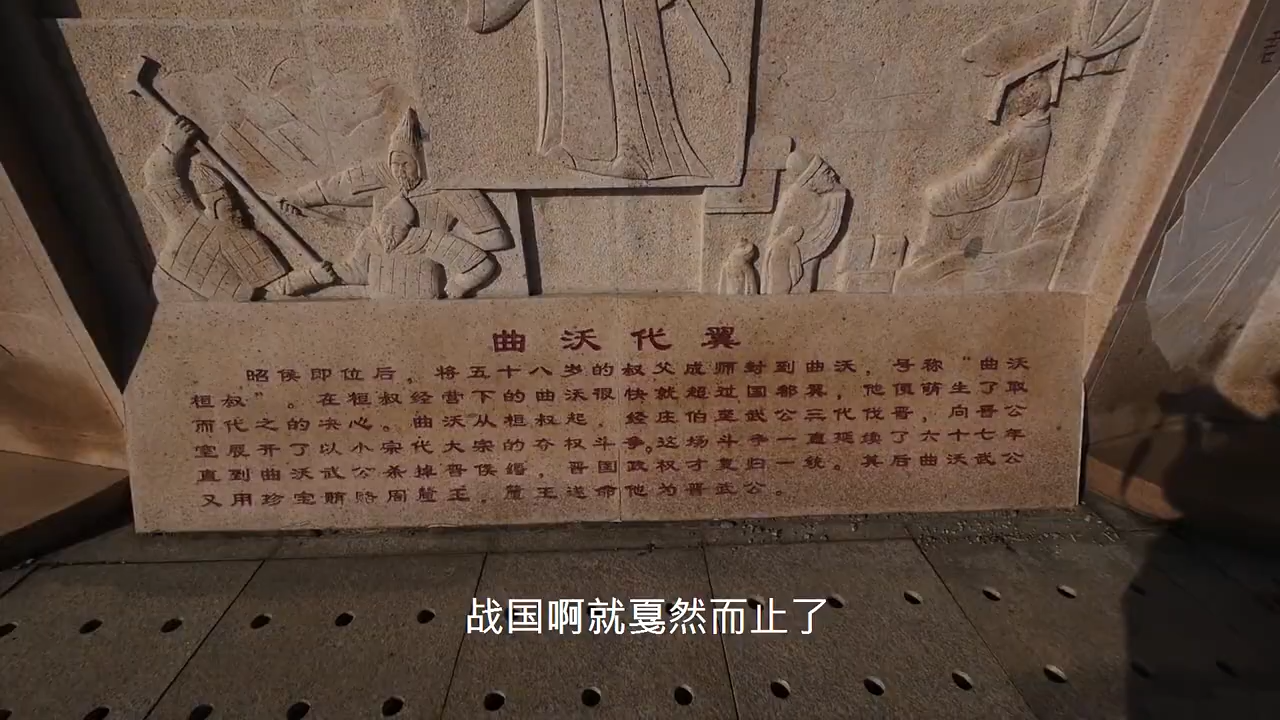 曲沃代翼
昭侯即位后，将五十八岁的叔父成师封到曲沃，号称“曲沃
桓叔”。在桓叔经营下的曲沃很快就超过国都翼，他便萌生了取
而代之的决心。曲沃从桓叔起，经庄伯至武公三代伐晋，向晋公
室展开了以小宗代大宗的夺权斗争。这场斗争一直延续了六十七年
直到曲沃武公杀掉晋侯缗，晋国政权才复归一统。其后曲沃武公
又用珍宝贿赂周釐王，釐王遂命他为晋武公。
战国啊就戛然而止了